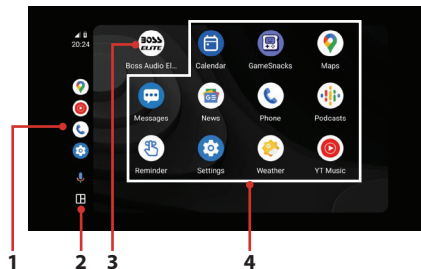 20:24
BOSS
ELITE
Boss Audio El... Calendar GameSnacks Maps
GE
Messages News Phone Podcasts
Reminder Settings Weather YT Music
1 2 3 4